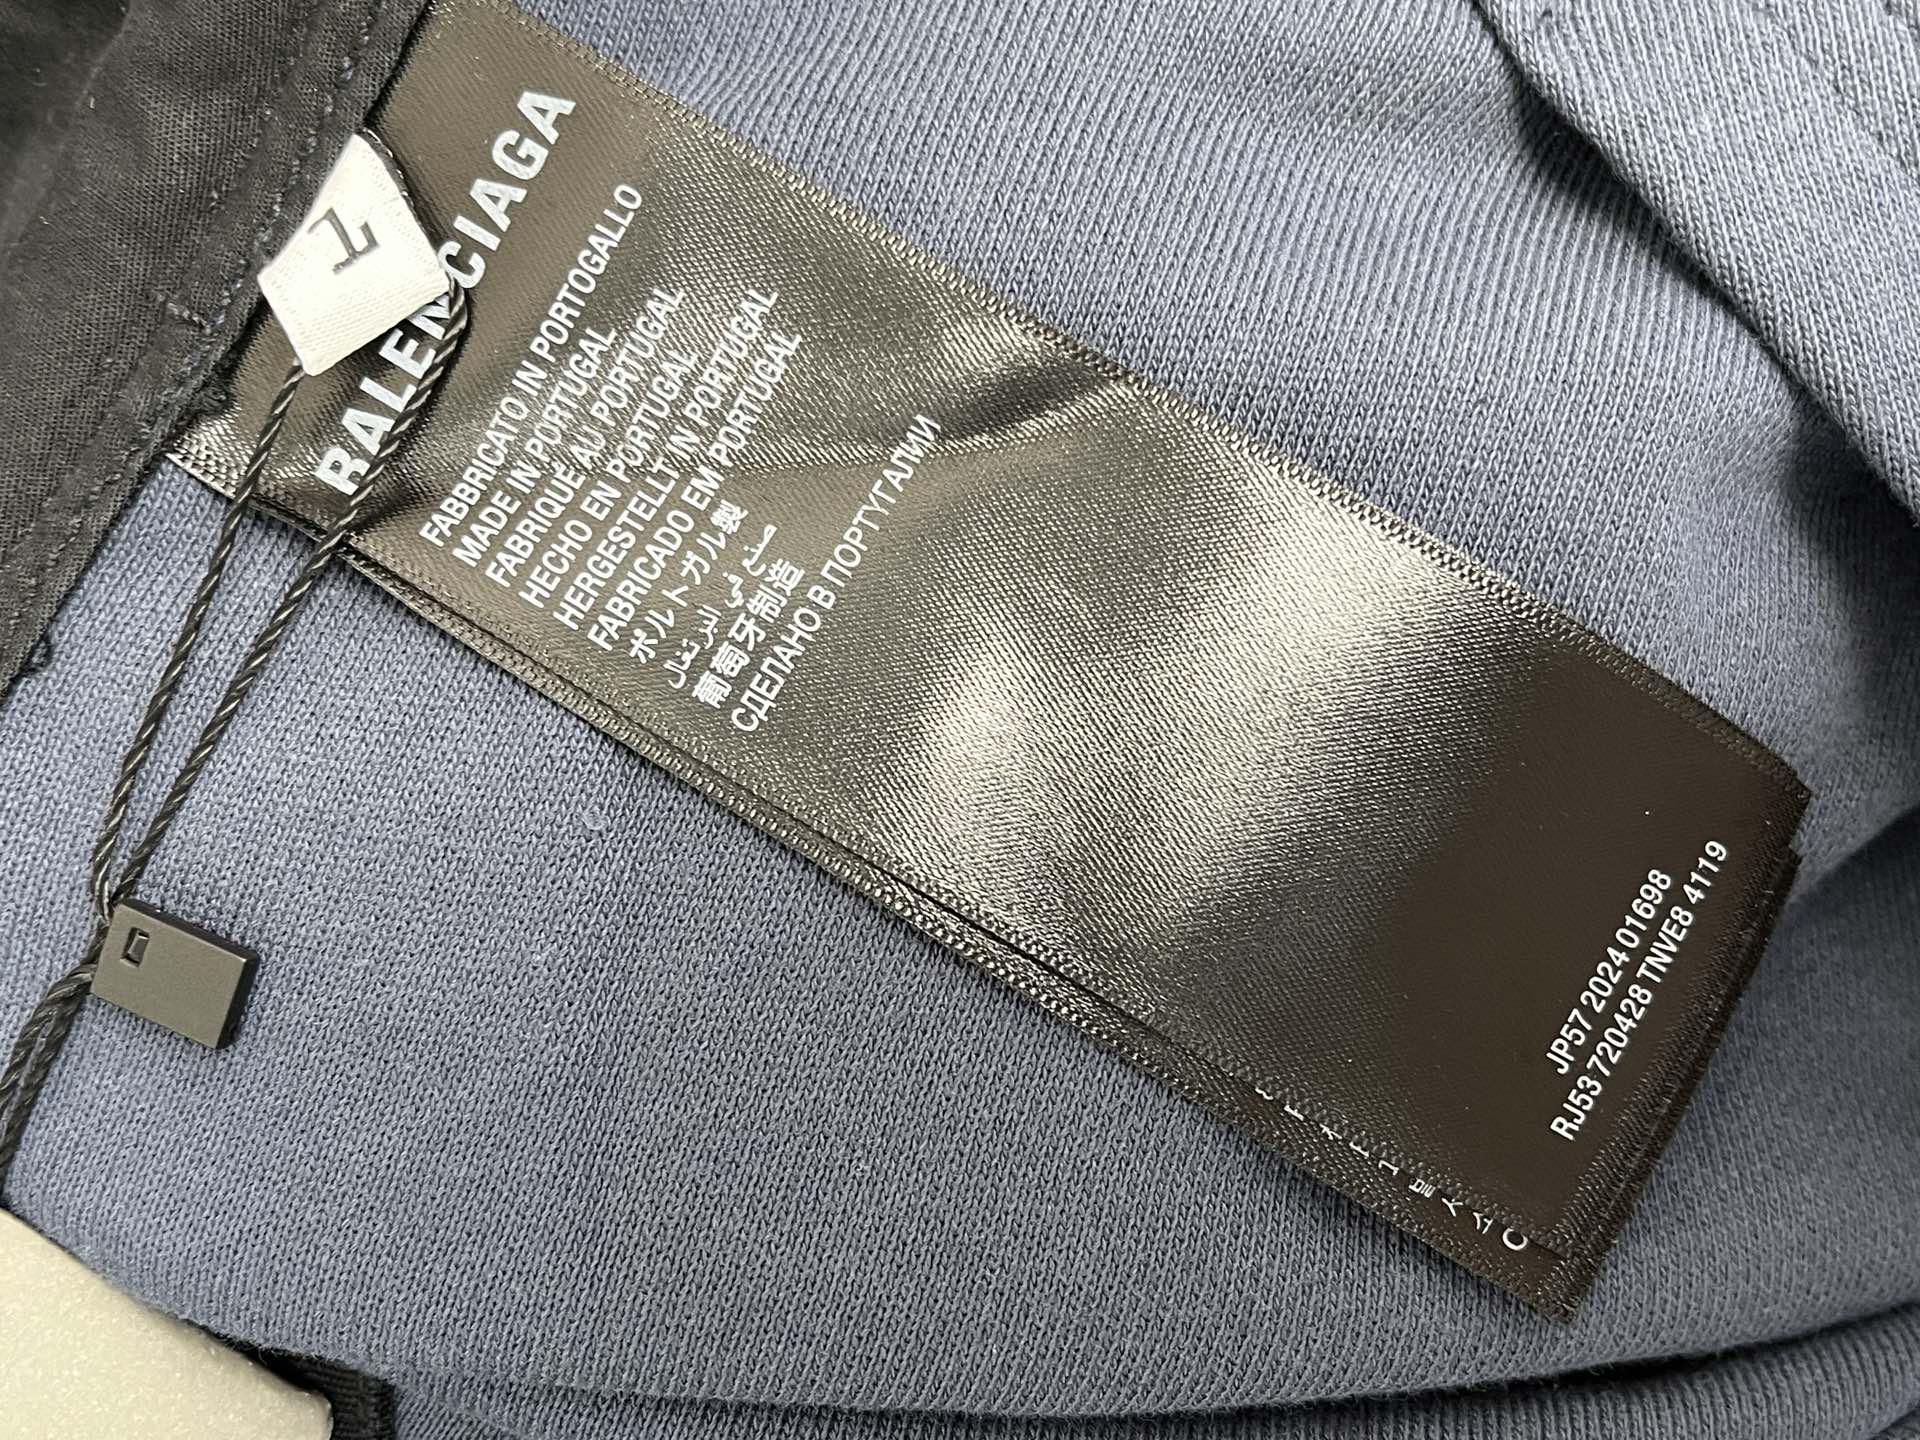 BALENCIAGA
1
FABBRICATO IN PORTOGALLO
MADE IN PORTUGAL
FABRIQUÉ AU PORTUGAL
HECHO EN PORTUGAL
HERGESTELLT IN PORTUGAL
FABRICADO EM PORTUGAL
ポルトガル製
صنع في البرتغال
葡萄牙制造
СДЕЛАНО В ПОРТУГАЛИИ
JP57 2024 01698
RJ53 720428 TNVE8 4119